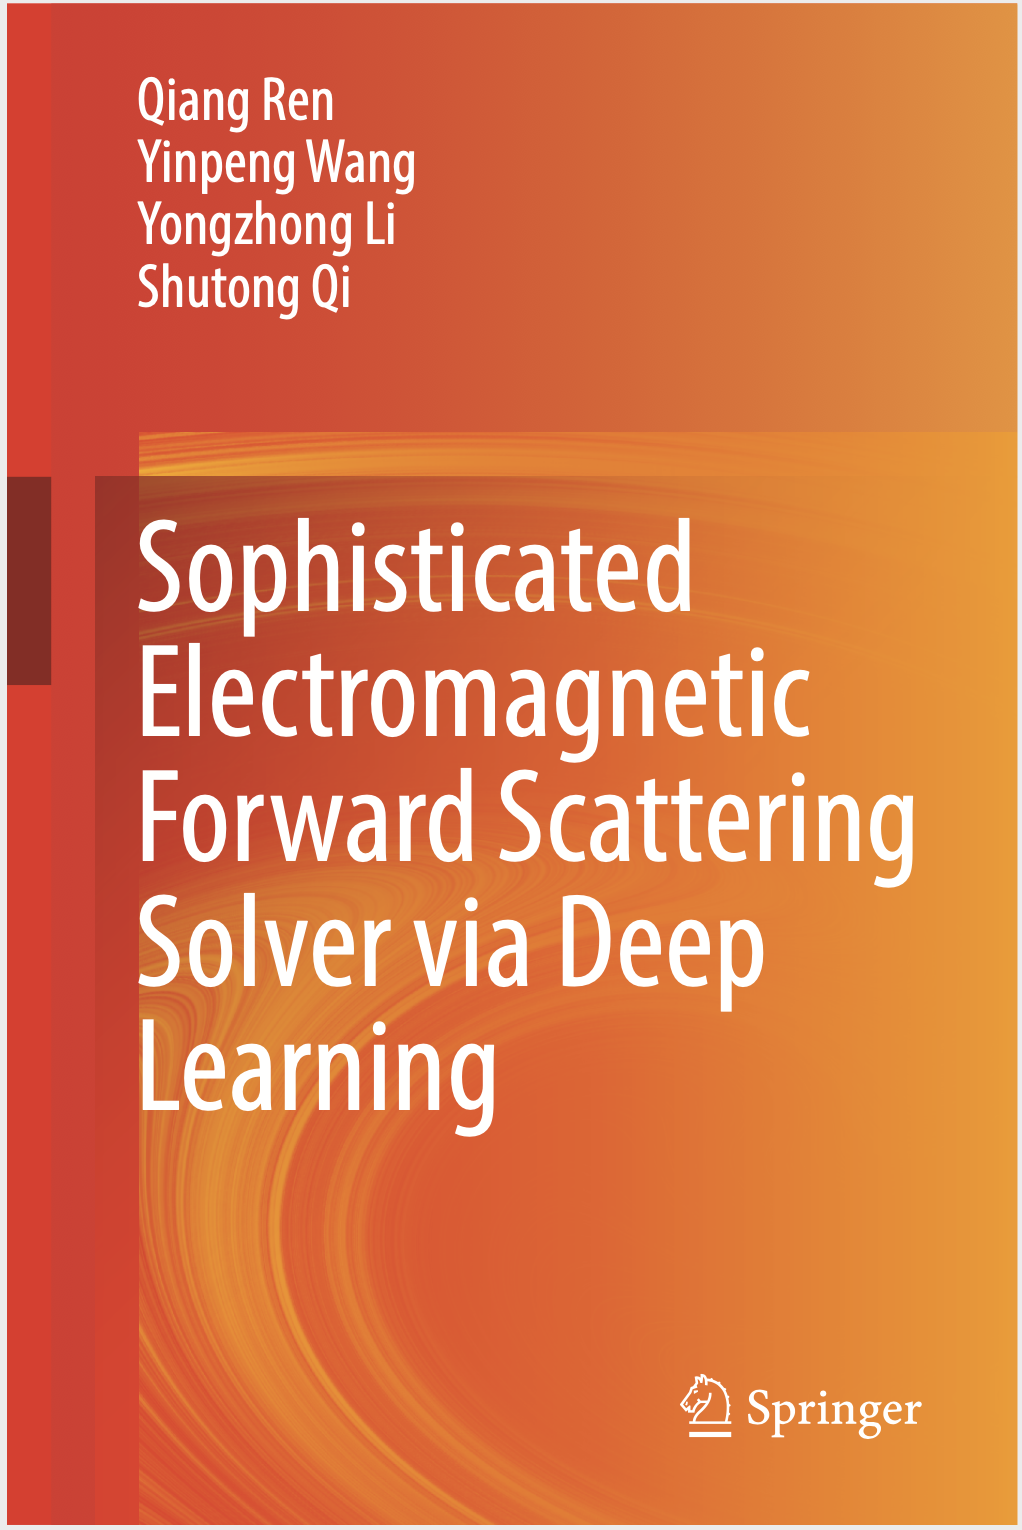 Qiang Ren
Yinpeng Wang
Yongzhong Li
Shutong Qi
Sophisticated
Electromagnetic
Forward Scattering
Solver via Deep
Learning
Springer